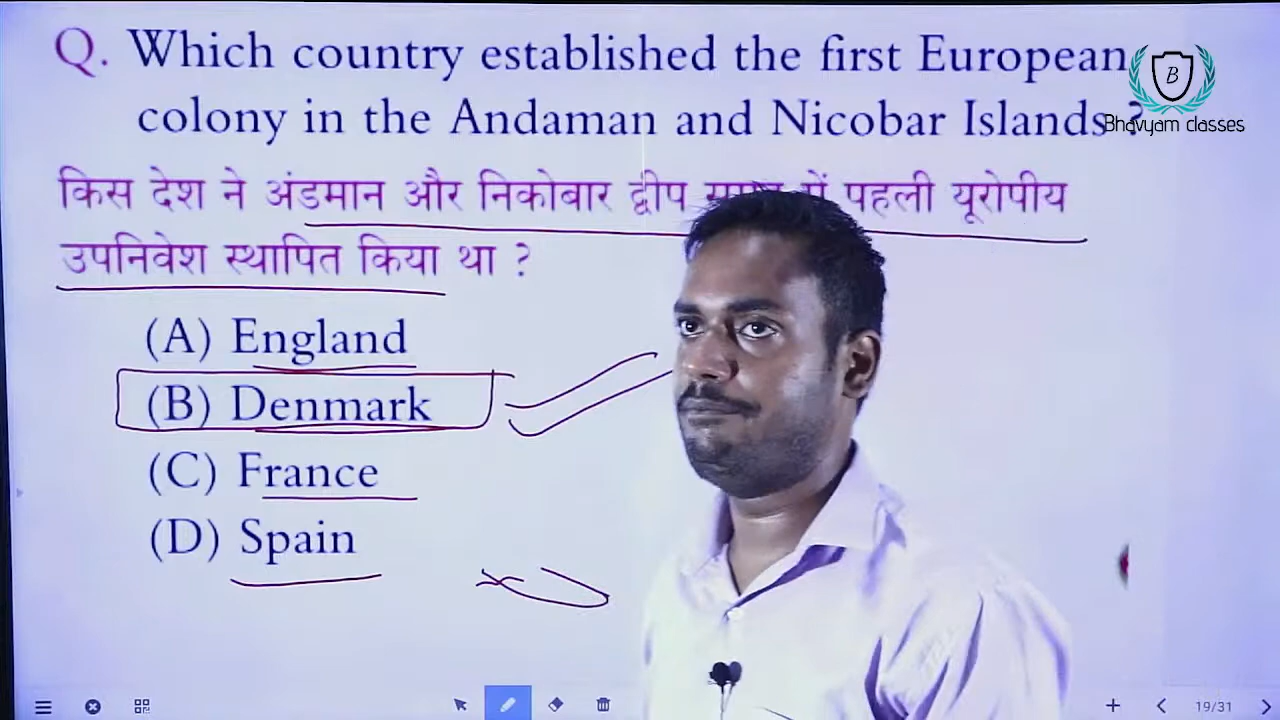 Q. Which country established the first European
colony in the Andaman and Nicobar Islands ?
B
Bhavyam classes
किस देश ने अंडमान और निकोबार द्वीप में पहली यूरोपीय
उपनिवेश स्थापित किया था ?
(A) England
(B) Denmark
(C) France
(D) Spain
19/31